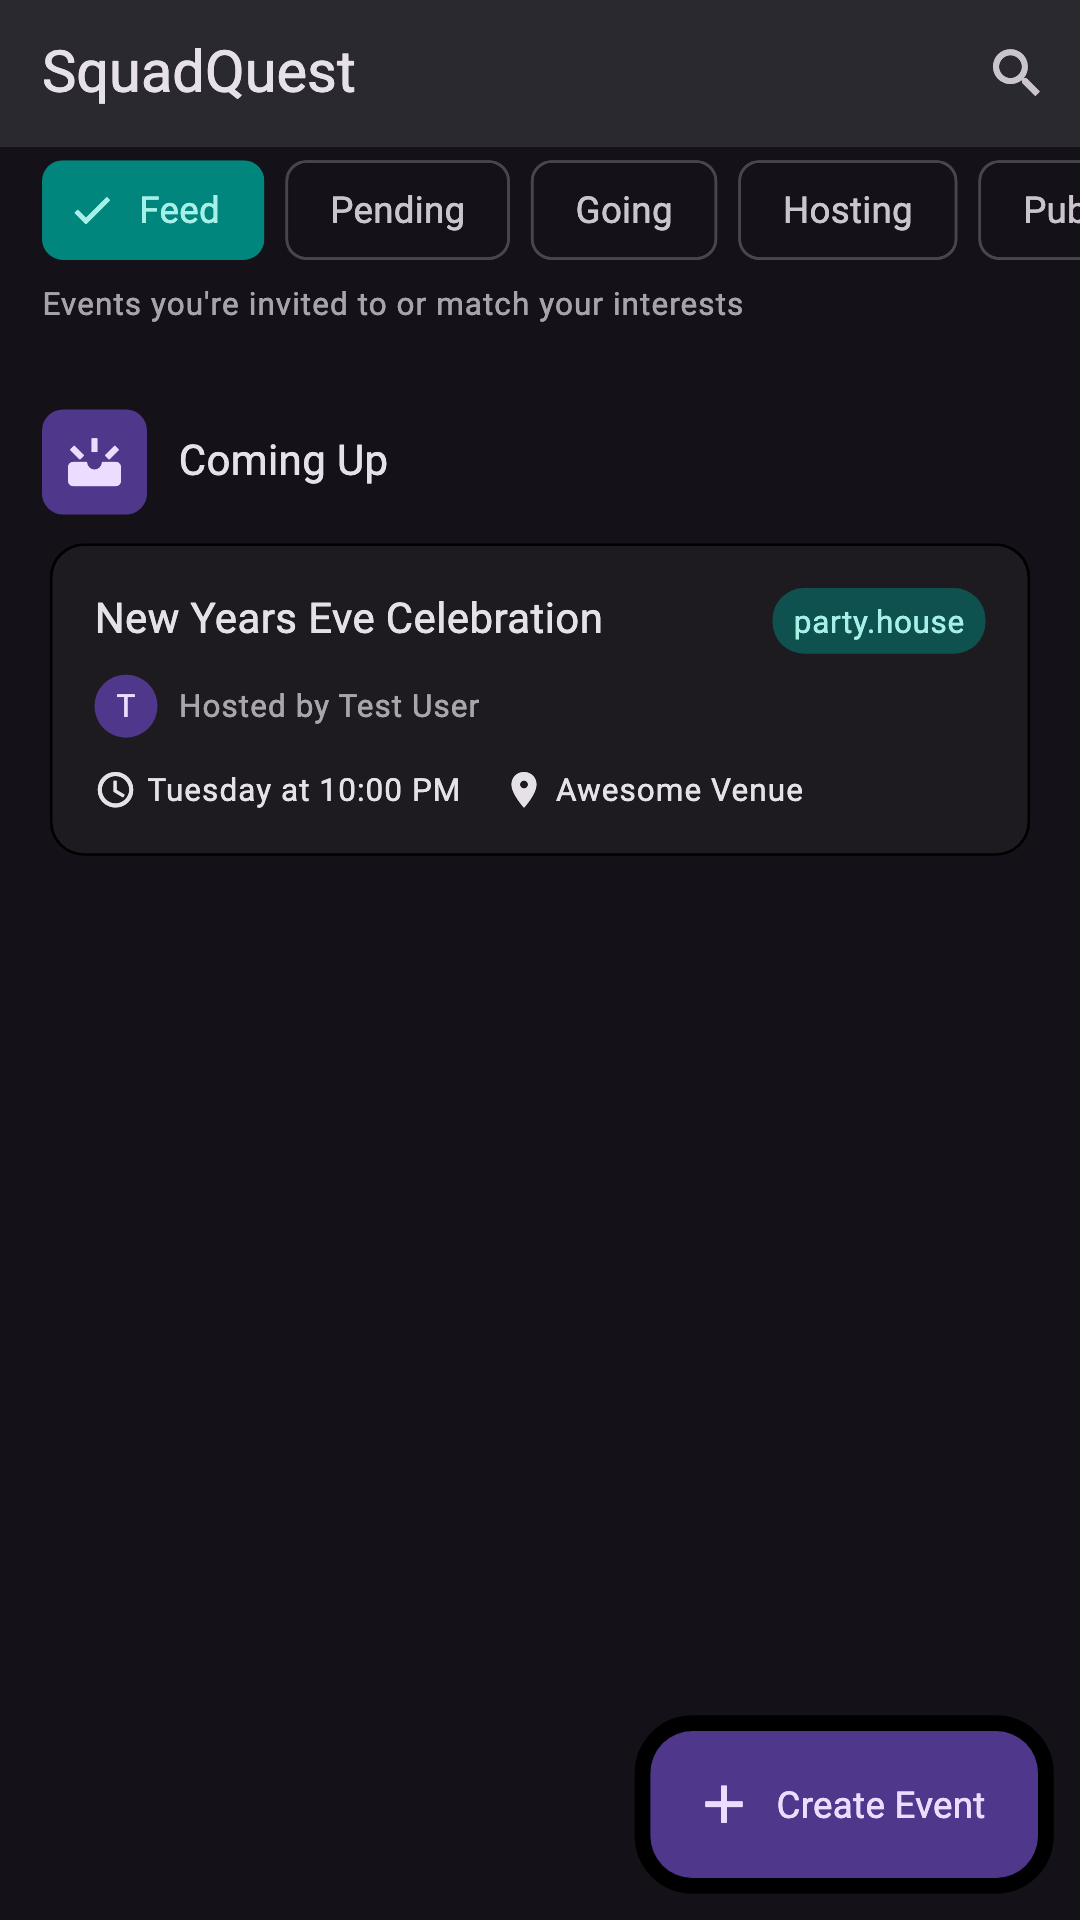 SquadQuest
Feed
Pending
Going
Hosting
Pub
Events you're invited to or match your interests
Coming Up
New Years Eve Celebration
party.house
T
Hosted by Test User
Tuesday at 10:00 PM
Awesome Venue
Create Event